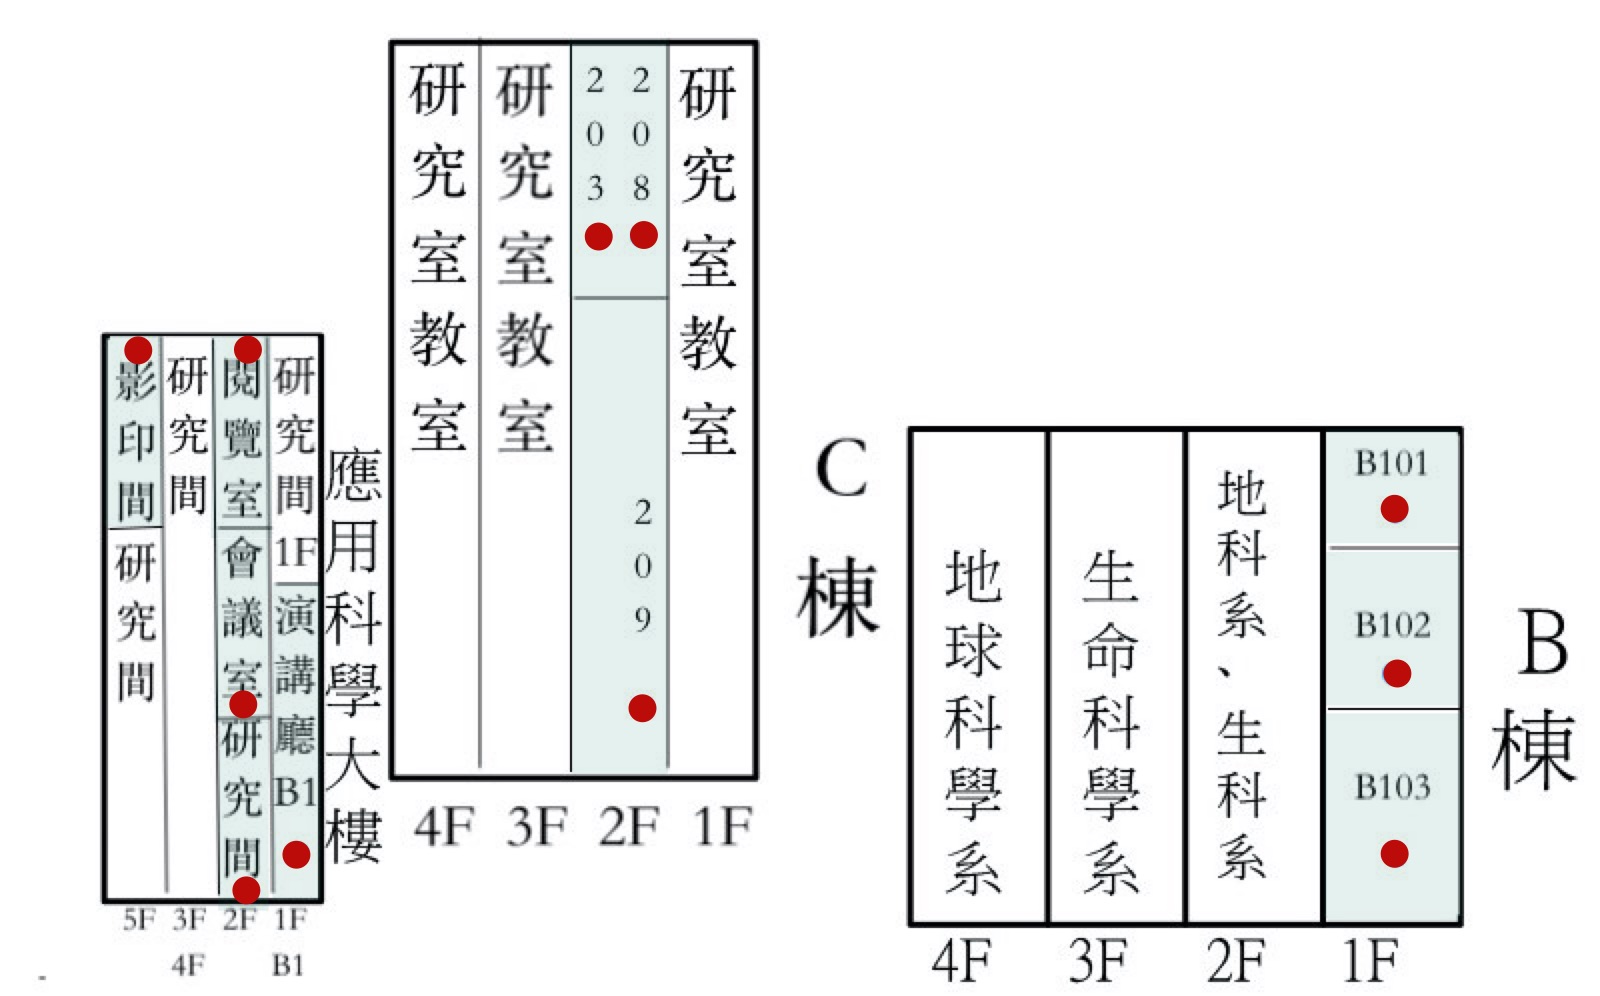 影印間
研究間
研究間
閱覽室
會議室
研究間
研究間
1F
演講廳
B1
5F 3F 2F 1F
4F B1
應用科學大樓
研究室教室
研究室教室
203
208
209
研究室教室
4F 3F 2F 1F
C棟
地球科學系
生命科學系
地科系、生科系
B101
B102
B103
4F 3F 2F 1F
B棟